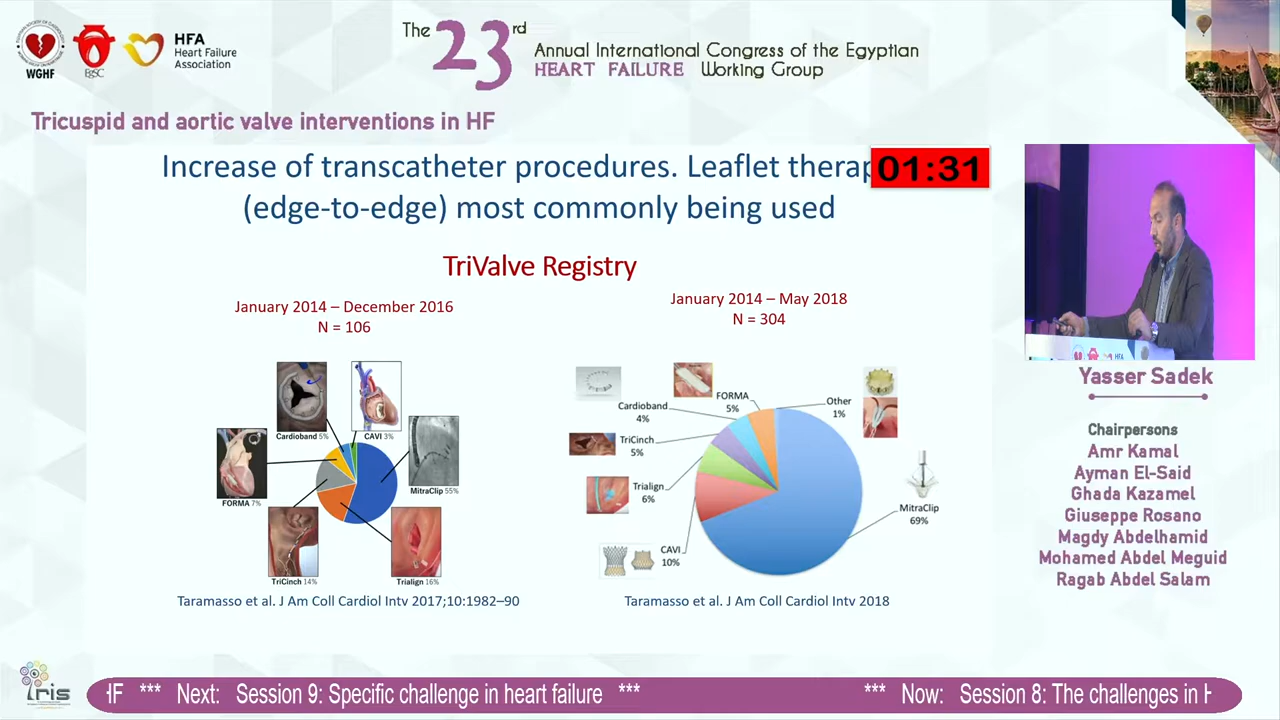 WGHF
EgSC
HFA
Heart Failure
Association
The 23rd
Annual International Congress of the Egyptian
HEART FAILURE Working Group
Tricuspid and aortic valve interventions in HF
Increase of transcatheter procedures. Leaflet therap
01:31
(edge-to-edge) most commonly being used
TriValve Registry
January 2014 – December 2016
N = 106
Cardioband 5%
CAVI 3%
MitraClip 55%
FORMA 7%
TriCinch 14%
Trialign 16%
Taramasso et al. J Am Coll Cardiol Intv 2017;10:1982–90
January 2014 – May 2018
N = 304
FORMA
5%
Other
1%
Cardioband
4%
TriCinch
5%
Trialign
6%
MitraClip
69%
CAVI
10%
Taramasso et al. J Am Coll Cardiol Intv 2018
Yasser Sadek
Chairpersons
Amr Kamal
Ayman El-Said
Ghada Kazamel
Giuseppe Rosano
Magdy Abdelhamid
Mohamed Abdel Meguid
Ragab Abdel Salam
iris
HF *** Next: Session 9: Specific challenge in heart failure *** *** Now: Session 8: The challenges in H